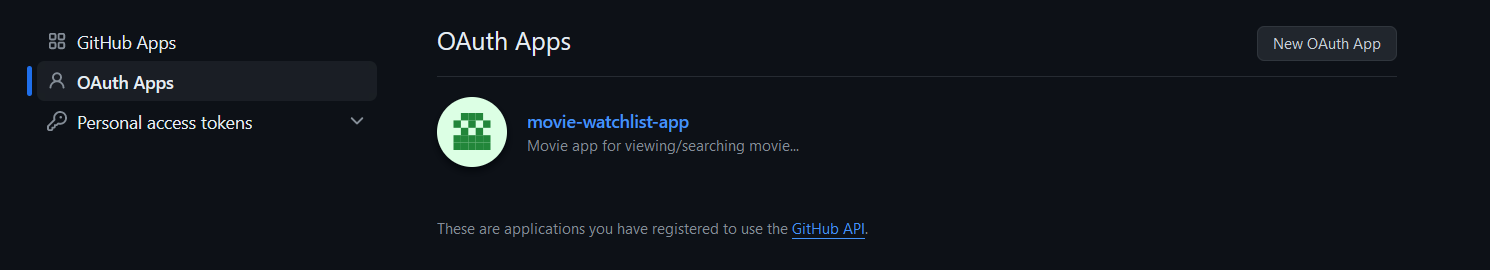 GitHub Apps
OAuth Apps
Personal access tokens
OAuth Apps
New OAuth App
movie-watchlist-app
Movie app for viewing/searching movie...
These are applications you have registered to use the GitHub API.